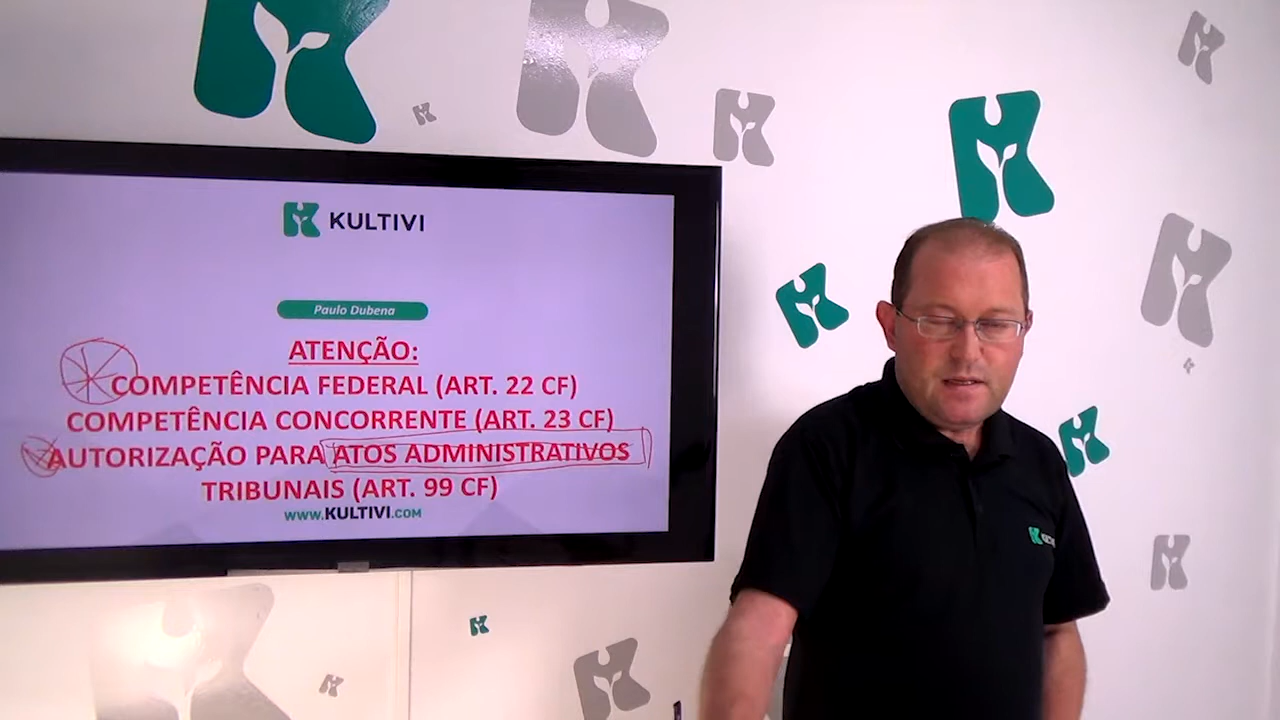 KULTIVI
Paulo Dubena
ATENÇÃO:
COMPETÊNCIA FEDERAL (ART. 22 CF)
COMPETÊNCIA CONCORRENTE (ART. 23 CF)
AUTORIZAÇÃO PARA ATOS ADMINISTRATIVOS
TRIBUNAIS (ART. 99 CF)
WWW.KULTIVI.COM